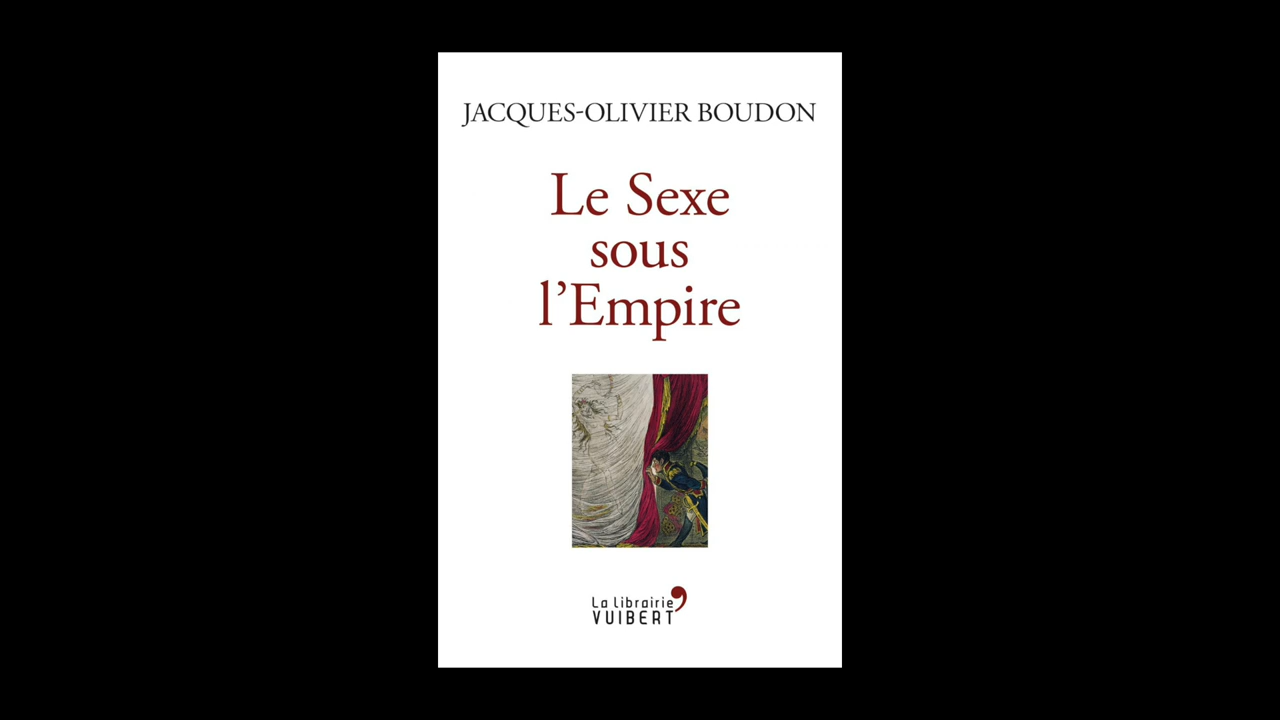 JACQUES-OLIVIER BOUDON
Le Sexe
sous
l’Empire
La librairie
VUIBERT